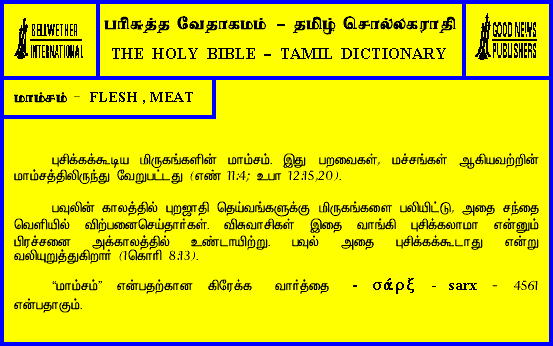 BELLWETHER
INTERNATIONAL
பரிசுத்த வேதாகமம் – தமிழ் சொல்லகராதி
THE HOLY BIBLE – TAMIL DICTIONARY
GOOD NEWS
PUBLISHERS
மாம்சம் - FLESH , MEAT
புசிக்கக்கூடிய மிருகங்களின் மாம்சம். இது பறவைகள், மச்சங்கள் ஆகியவற்றின்
மாம்சத்திலிருந்து வேறுபட்டது (எண் 11:4; உபா 12:15,20).
பவுலின் காலத்தில் புறஜாதி தெய்வங்களுக்கு மிருகங்களை பலியிட்டு, அதை சந்தை
வெளியில் விற்பனைசெய்தார்கள். விசுவாசிகள் இதை வாங்கி புசிக்கலாமா என்னும்
பிரச்சனை அக்காலத்தில் உண்டாயிற்று. பவுல் அதை புசிக்கக்கூடாது என்று
வலியுறுத்துகிறார் (1கொரி 8:13).
“மாம்சம்” என்பதற்கான கிரேக்க வார்த்தை - σάρξ - sarx - 4561
என்பதாகும்.